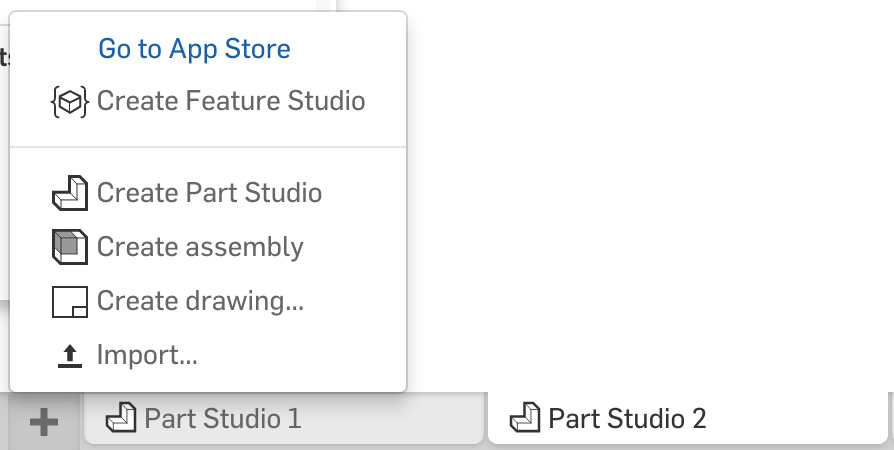 Go to App Store
Create Feature Studio
Create Part Studio
Create assembly
Create drawing...
Import...
Part Studio 1
Part Studio 2